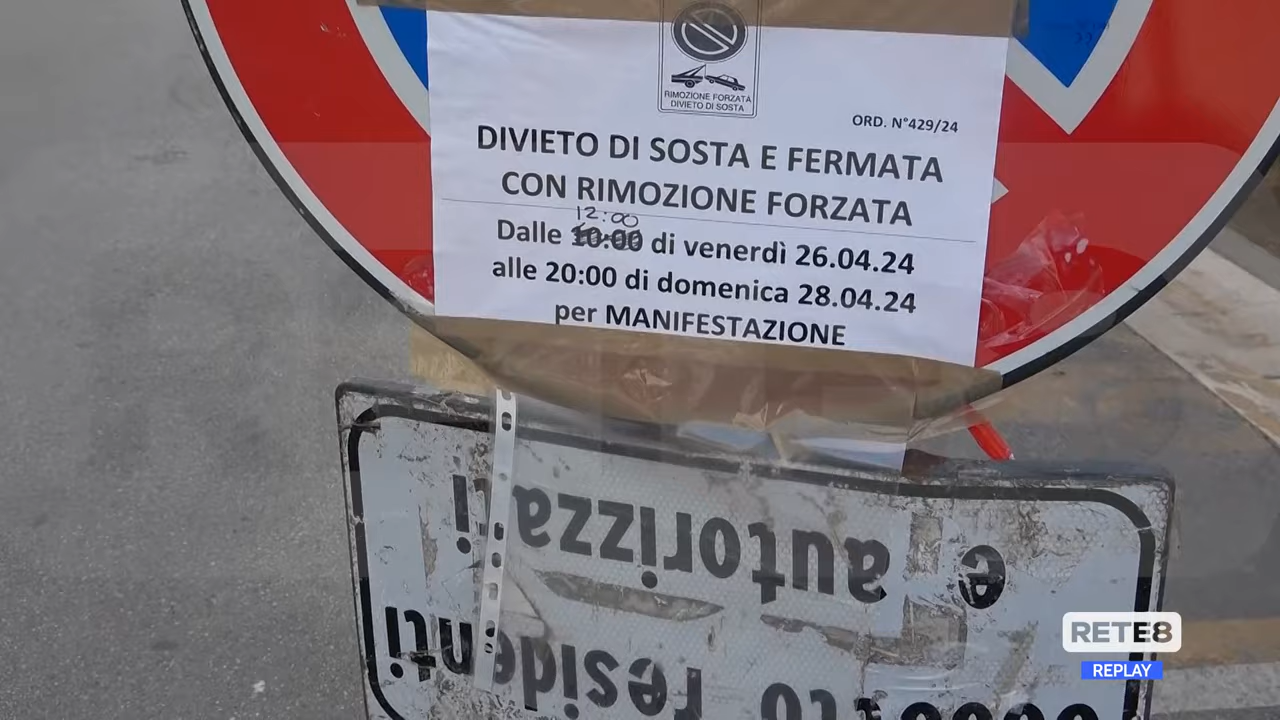 RIMOZIONE FORZATA
DIVIETO DI SOSTA
ORD. N°429/24
DIVIETO DI SOSTA E FERMATA
CON RIMOZIONE FORZATA
12:00
Dalle 10:00 di venerdì 26.04.24
alle 20:00 di domenica 28.04.24
per MANIFESTAZIONE
residenti
e autorizza i
RETE8
REPLAY